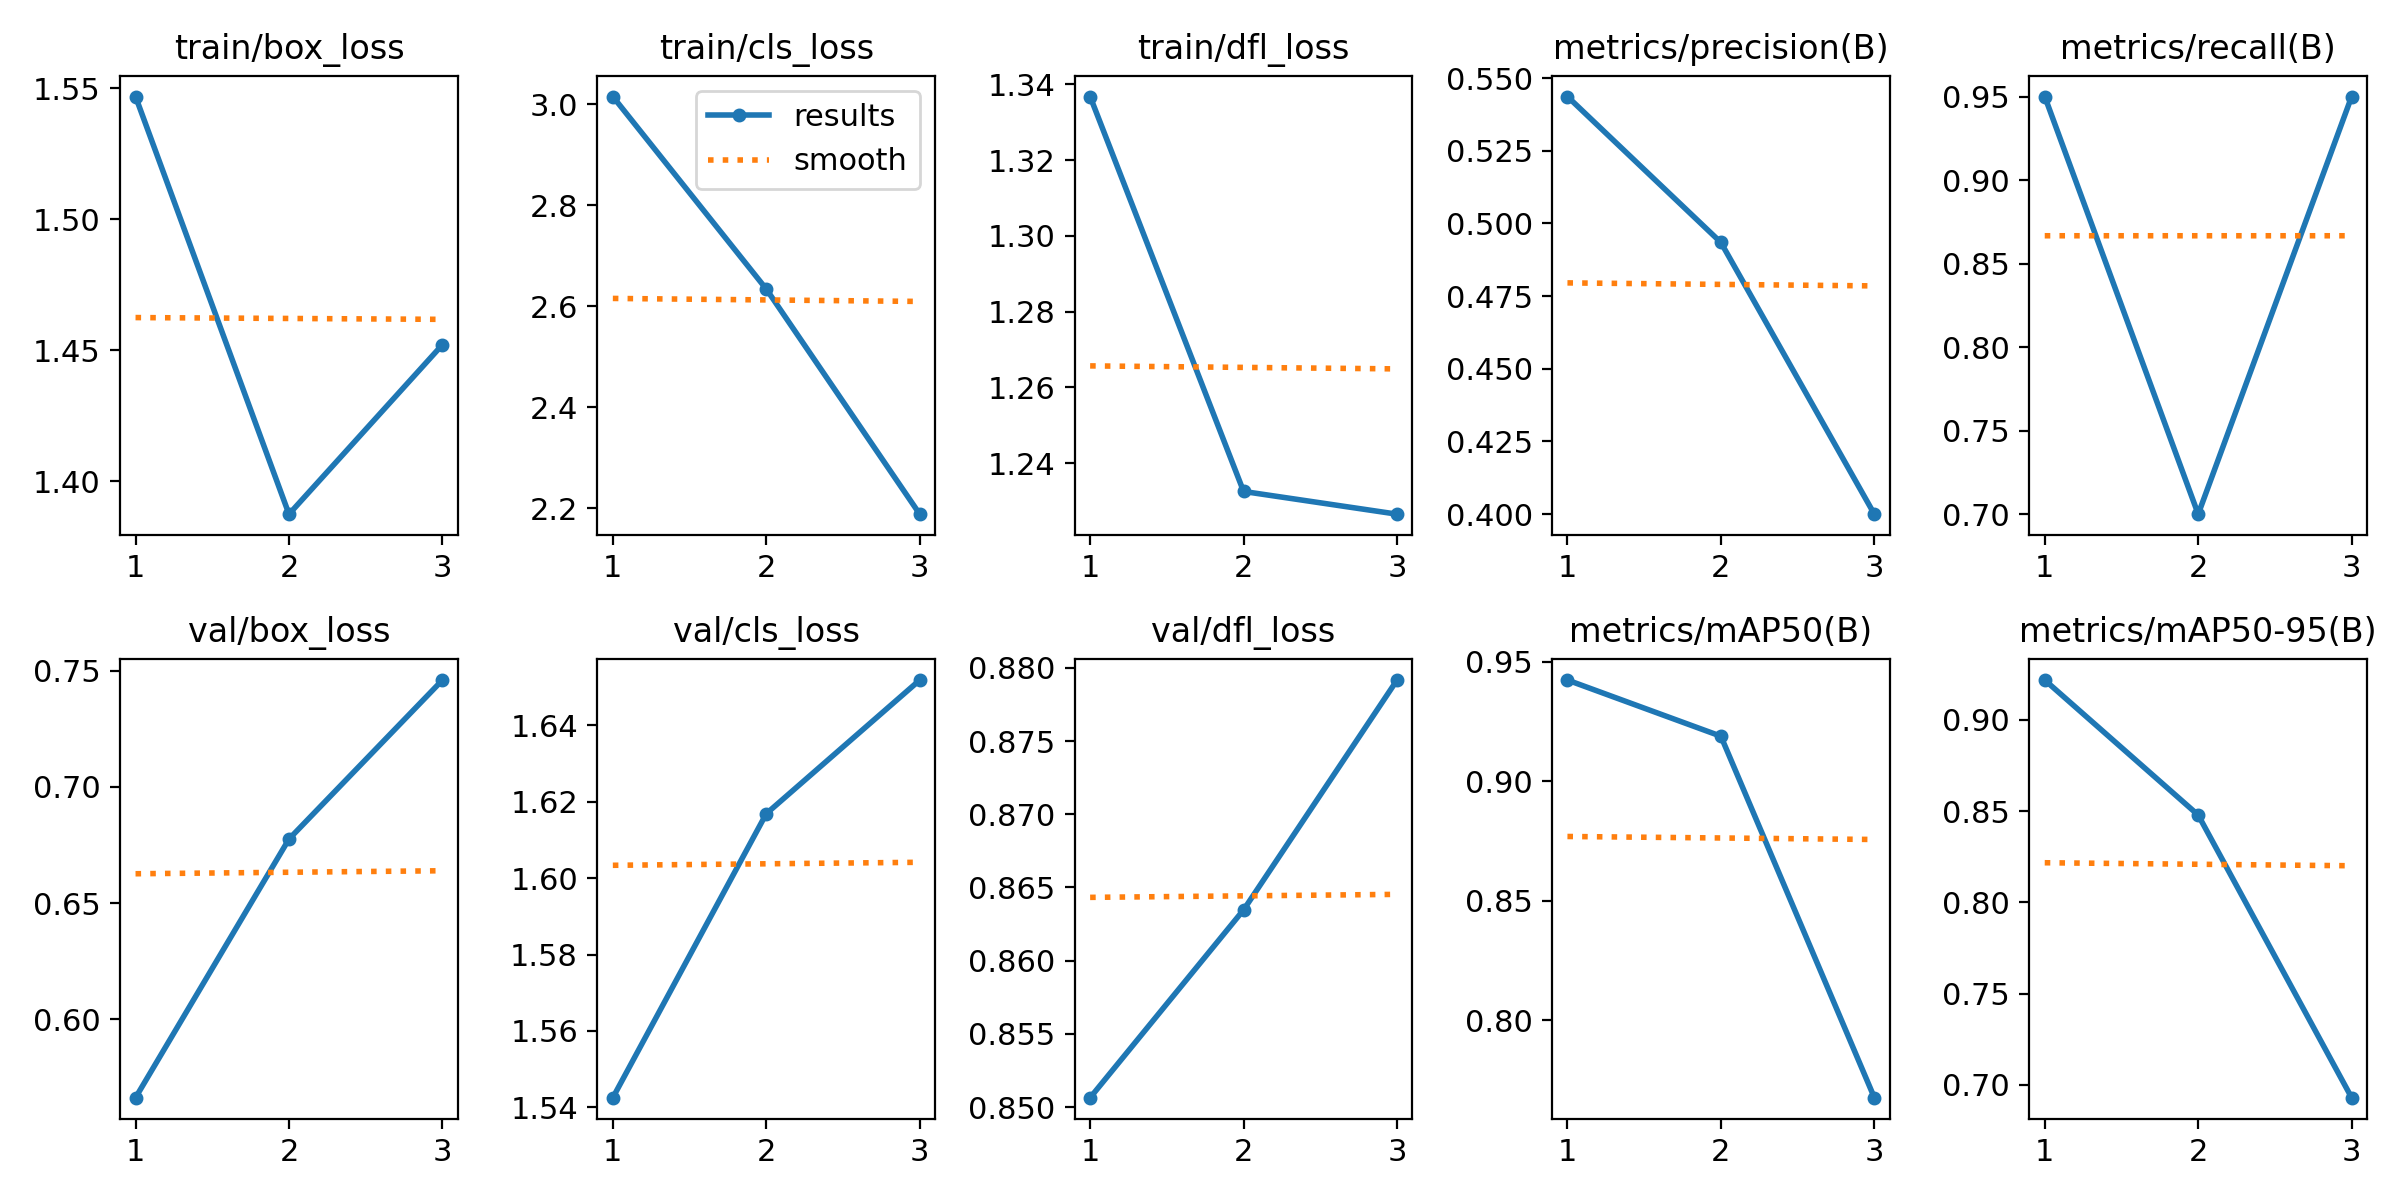 train/box_loss
1.55
1.50
1.45
1.40
1 2 3
train/cls_loss
results
smooth
3.0
2.8
2.6
2.4
2.2
1 2 3
train/dfl_loss
1.34
1.32
1.30
1.28
1.26
1.24
1 2 3
metrics/precision(B)
0.550
0.525
0.500
0.475
0.450
0.425
0.400
1 2 3
metrics/recall(B)
0.95
0.90
0.85
0.80
0.75
0.70
1 2 3
val/box_loss
0.75
0.70
0.65
0.60
1 2 3
val/cls_loss
1.64
1.62
1.60
1.58
1.56
1.54
1 2 3
val/dfl_loss
0.880
0.875
0.870
0.865
0.860
0.855
0.850
1 2 3
metrics/mAP50(B)
0.95
0.90
0.85
0.80
1 2 3
metrics/mAP50-95(B)
0.90
0.85
0.80
0.75
0.70
1 2 3